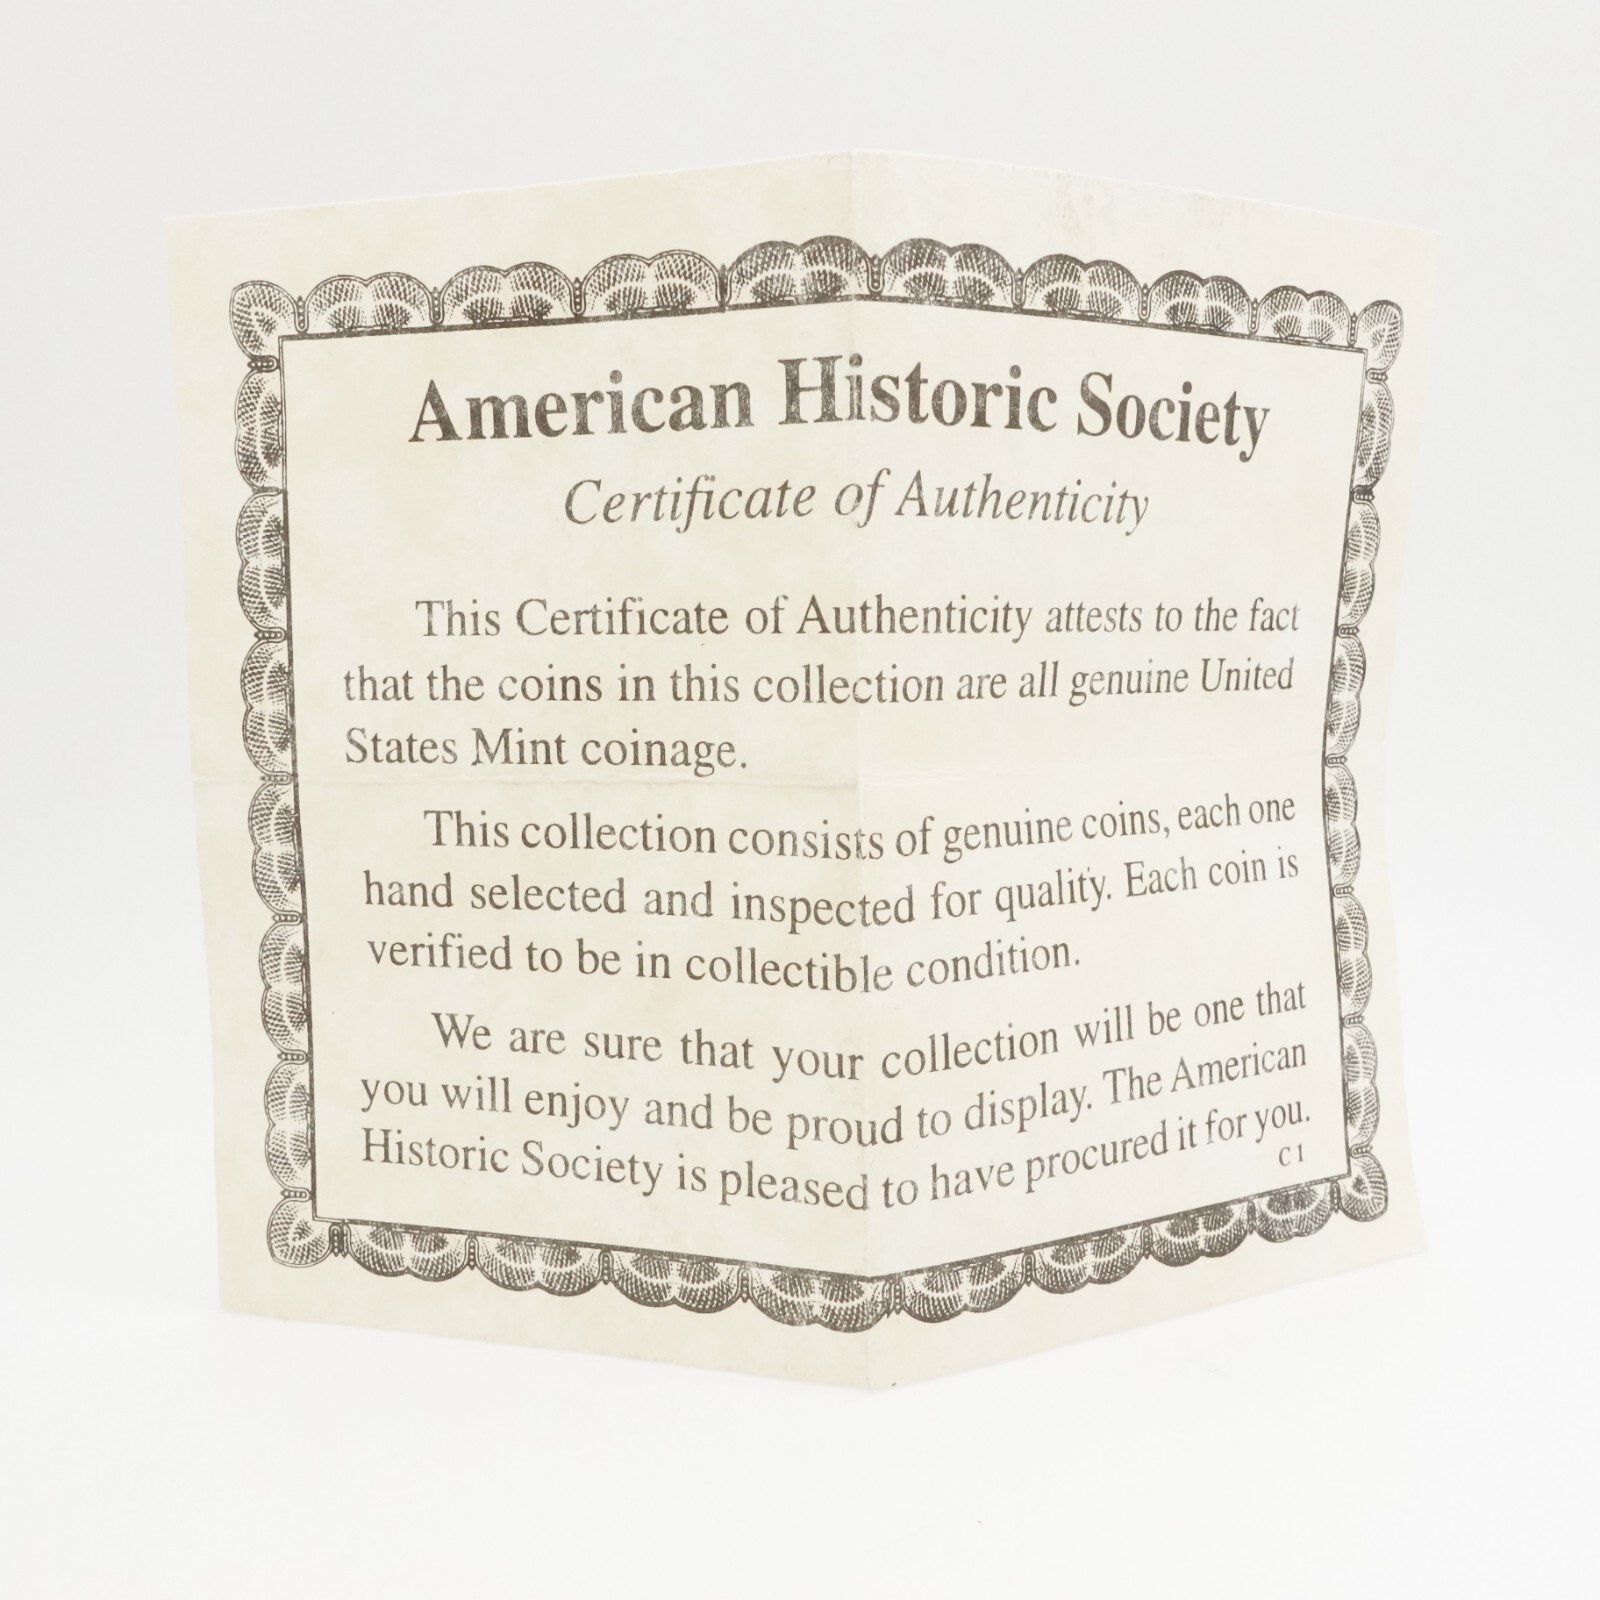 American Historic Society
Certificate of Authenticity
This Certificate of Authenticity attests to the fact
that the coins in this collection are all genuine United
States Mint coinage.
This collection consists of genuine coins, each one
hand selected and inspected for quality. Each coin is
verified to be in collectible condition.
We are sure that your collection will be one that
you will enjoy and be proud to display. The American
Historic Society is pleased to have procured it for you.
C1